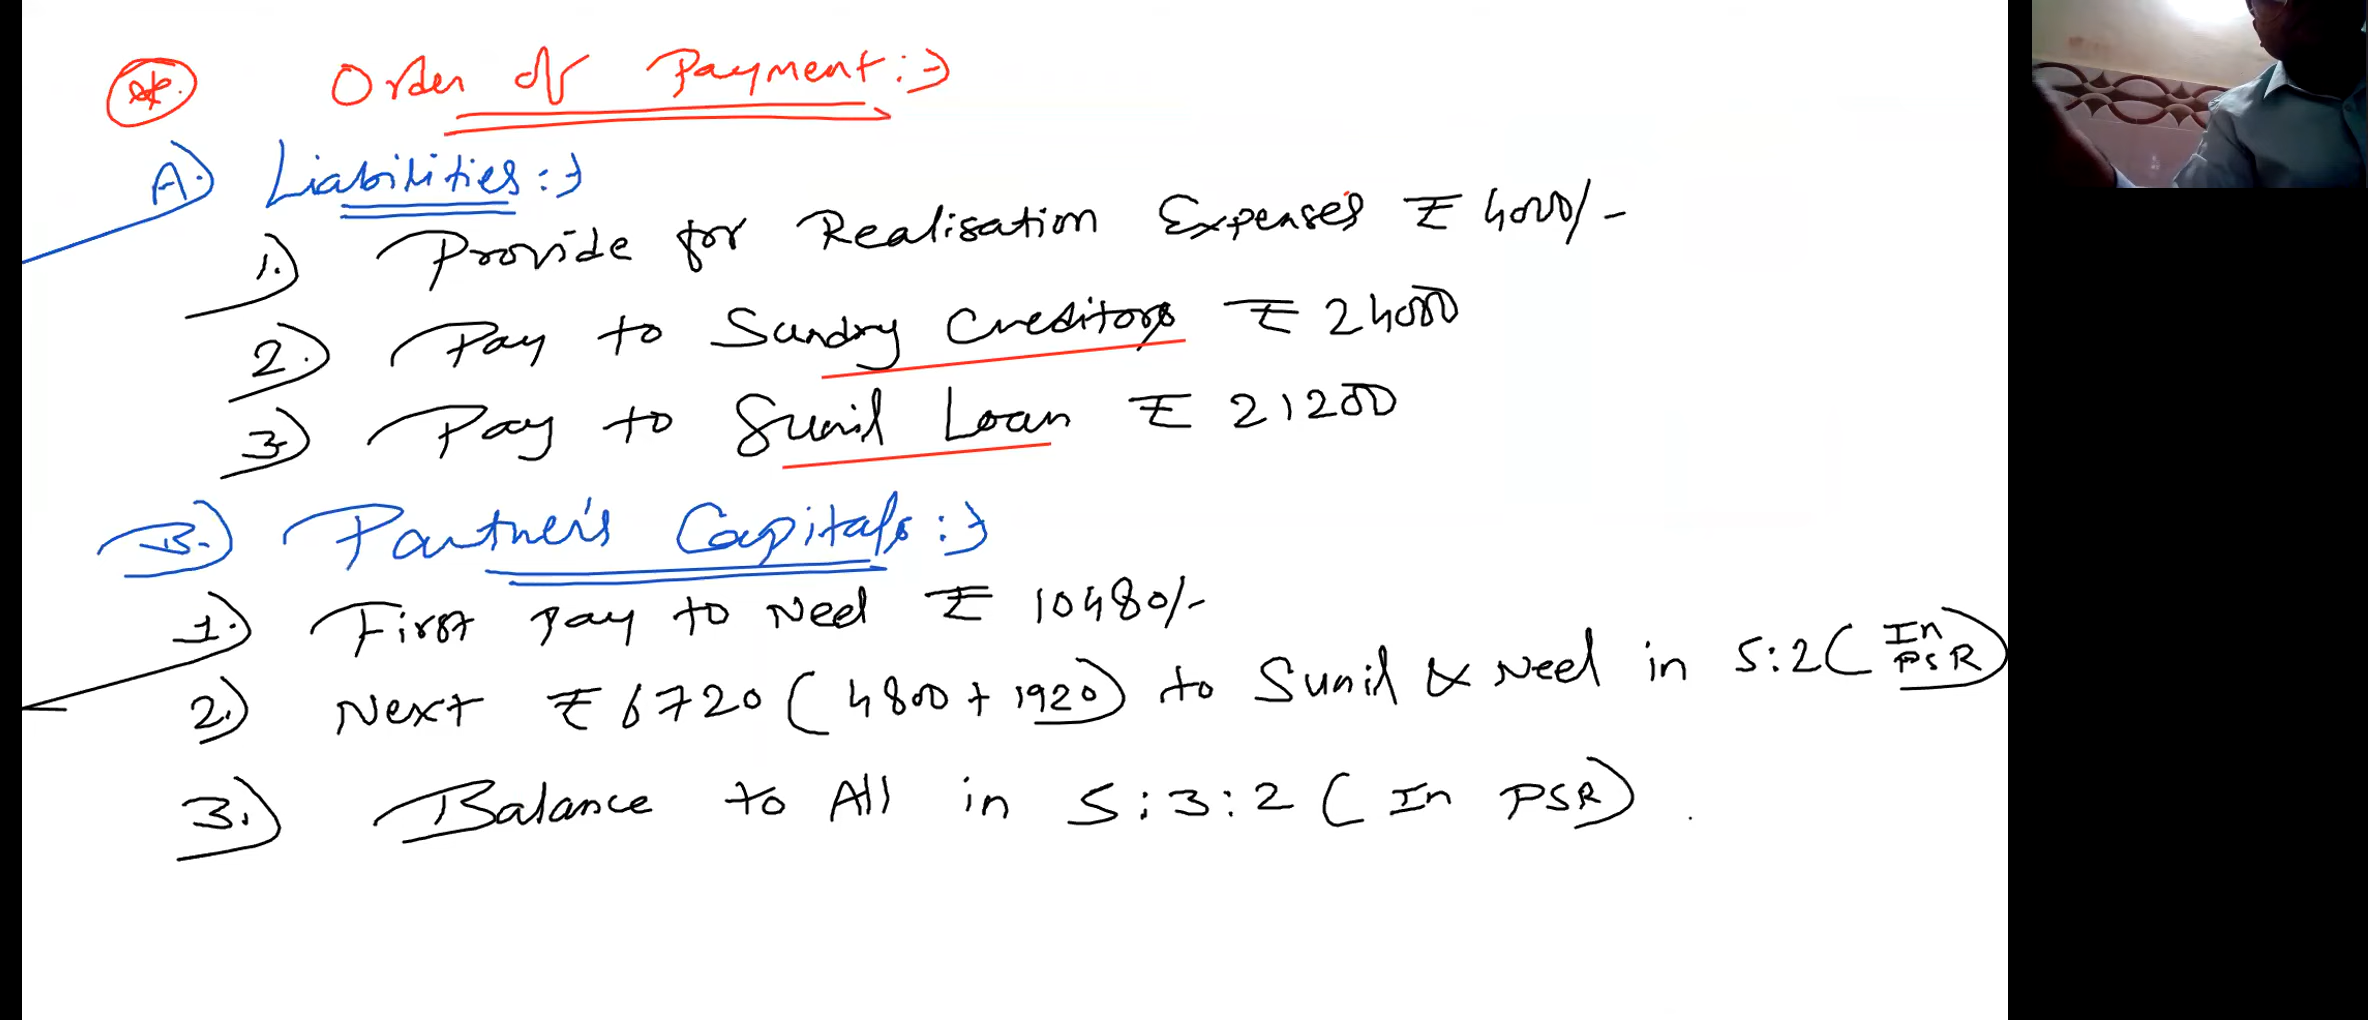 * Order of Payment :-)
A.) Liabilities :-)
1.) Provide for Realisation Expenses ₹ 4000/-
2.) Pay to Sundry Creditors ₹ 24000
3.) Pay to Sunil Loan ₹ 21200
B.) Partner's Capitals :-)
1.) First pay to Neel ₹ 10480/-
2.) Next ₹ 6720 (4800 + 1920) to Sunil & Neel in 5:2 (In PSR)
3.) Balance to All in 5:3:2 (In PSR).